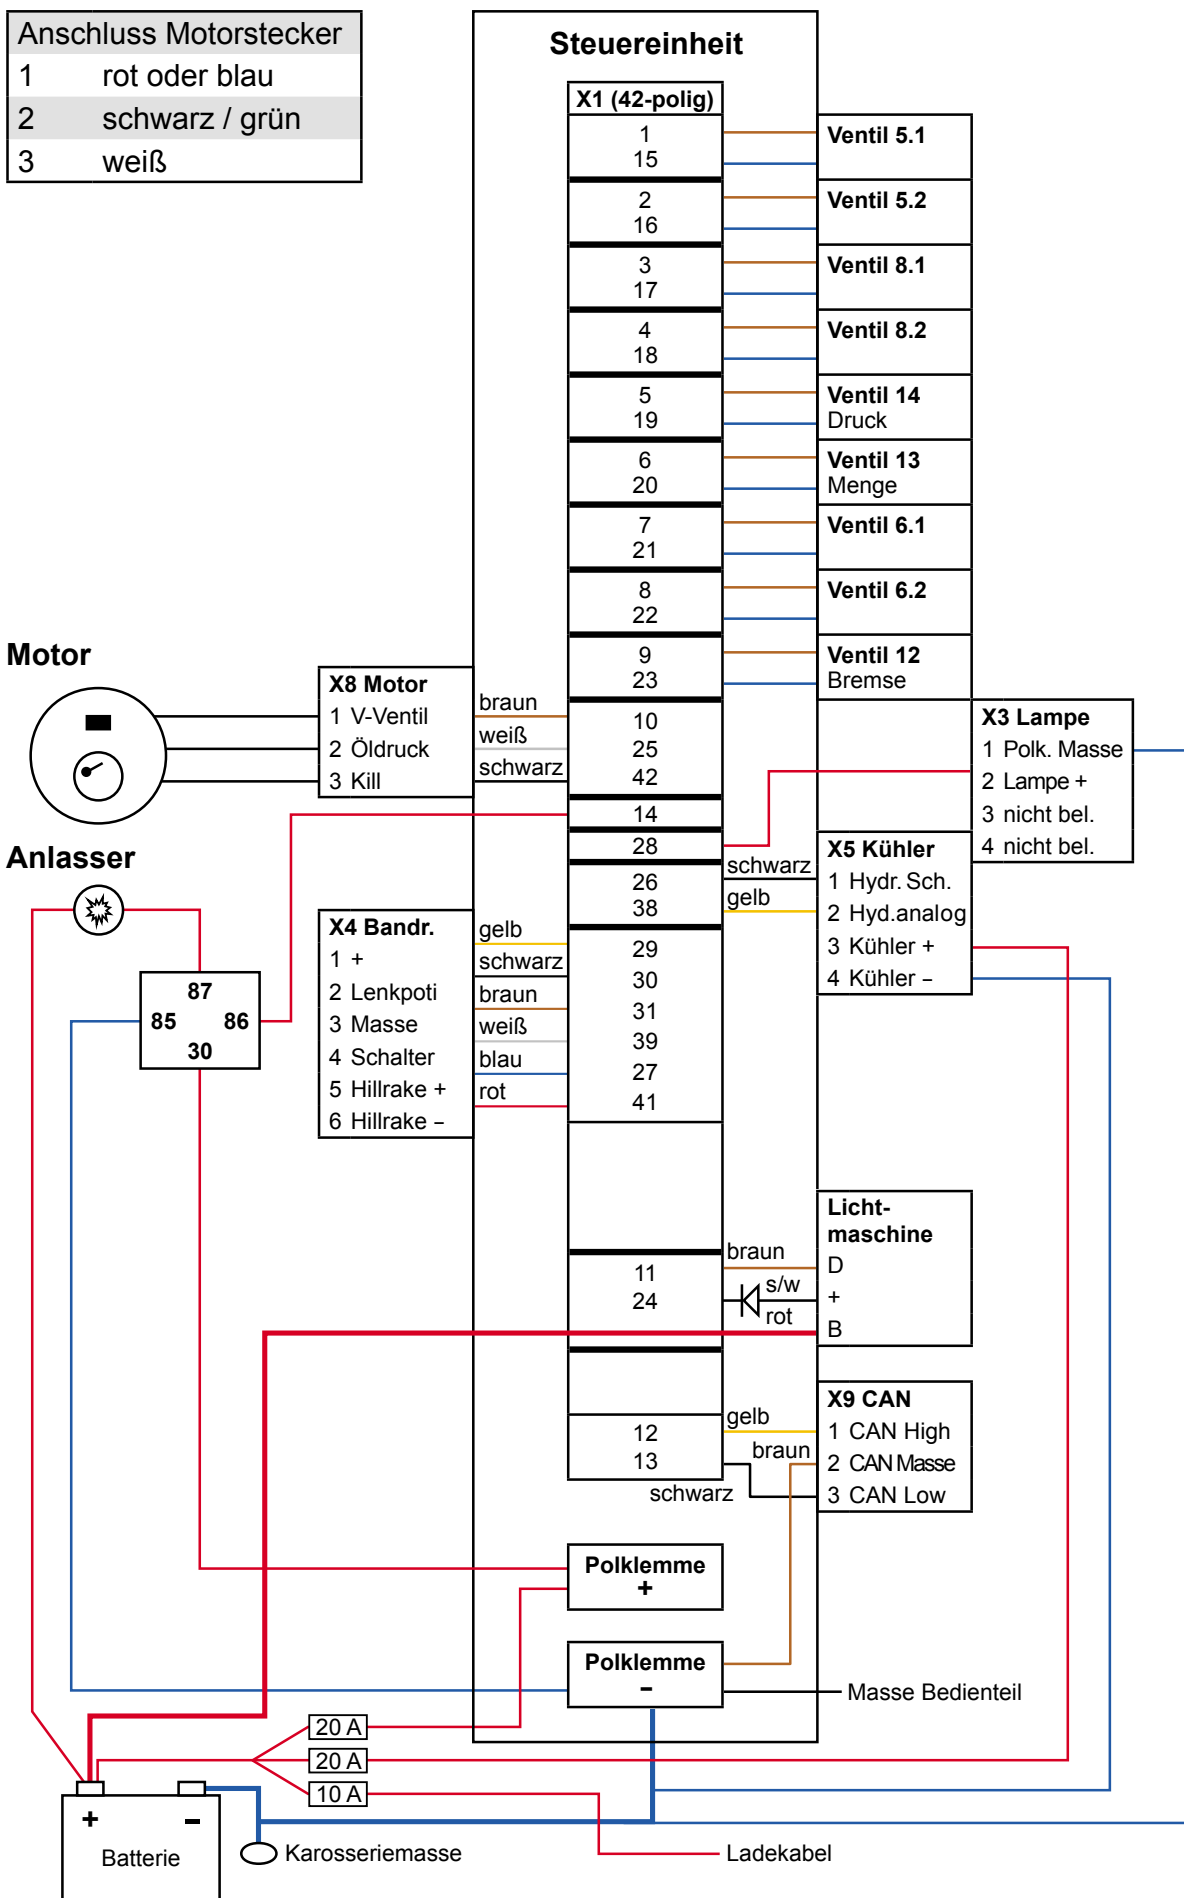 Anschluss Motorstecker
1 rot oder blau
2 schwarz / grün
3 weiß
Steuereinheit
X1 (42-polig)
1
15
Ventil 5.1
2
16
Ventil 5.2
3
17
Ventil 8.1
4
18
Ventil 8.2
5
19
Ventil 14
Druck
6
20
Ventil 13
Menge
7
21
Ventil 6.1
8
22
Ventil 6.2
9
23
Ventil 12
Bremse
Motor
X8 Motor
1 V-Ventil
2 Öldruck
3 Kill
braun
weiß
schwarz
10
25
42
14
28
X3 Lampe
1 Polk. Masse
2 Lampe +
3 nicht bel.
4 nicht bel.
Anlasser
26
38
schwarz
gelb
X5 Kühler
1 Hydr. Sch.
2 Hyd.analog
3 Kühler +
4 Kühler –
87
85 86
30
X4 Bandr.
1 +
2 Lenkpoti
3 Masse
4 Schalter
5 Hillrake +
6 Hillrake –
gelb
schwarz
braun
weiß
blau
rot
29
30
31
39
27
41
11
24
braun
s/w
rot
Licht-
maschine
D
+
B
12
13
gelb
braun
schwarz
X9 CAN
1 CAN High
2 CAN Masse
3 CAN Low
Polklemme
+
Polklemme
–
Masse Bedienteil
20 A
20 A
10 A
+ –
Batterie
Karosseriemasse
Ladekabel